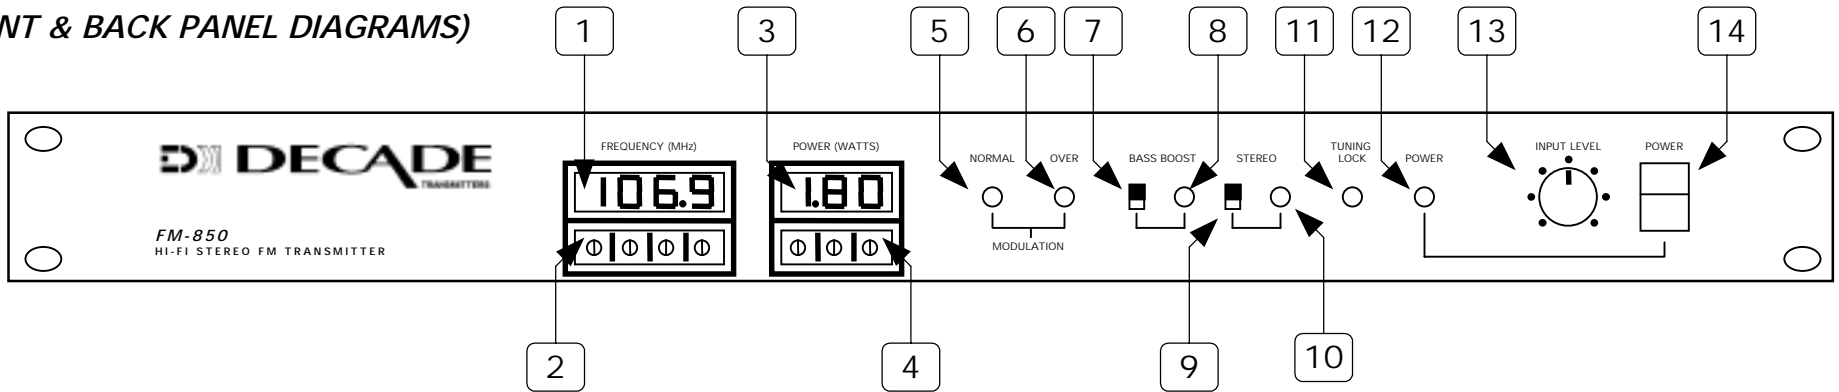 NT & BACK PANEL DIAGRAMS)
1 3 5 6 7 8 11 12 13 14
FREQUENCY (MHz) POWER (WATTS) NORMAL OVER BASS BOOST STEREO TUNING LOCK POWER INPUT LEVEL POWER
DECADE
TRANSMITTERS
106.9 1.80
FM-850
HI-FI STEREO FM TRANSMITTER
MODULATION
2 4 9 10